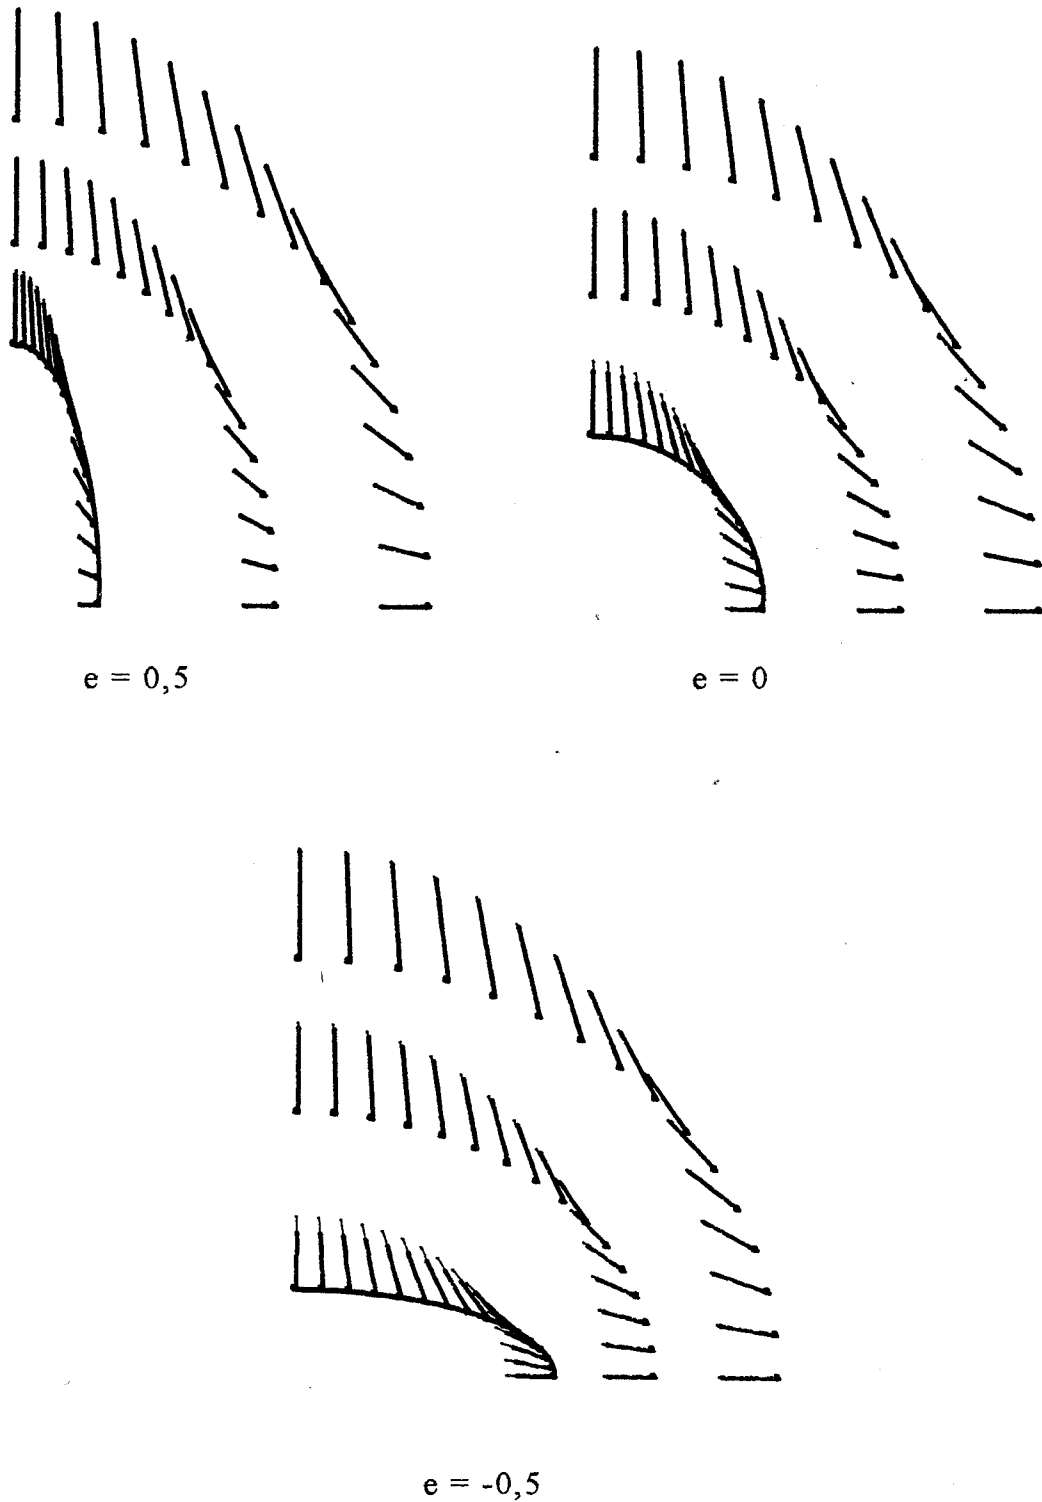 e = 0,5
e = 0
e = -0,5